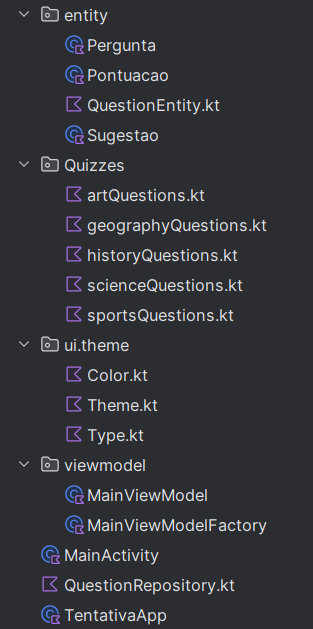 entity
Pergunta
Pontuacao
QuestionEntity.kt
Sugestao
Quizzes
artQuestions.kt
geographyQuestions.kt
historyQuestions.kt
scienceQuestions.kt
sportsQuestions.kt
ui.theme
Color.kt
Theme.kt
Type.kt
viewmodel
MainViewModel
MainViewModelFactory
MainActivity
QuestionRepository.kt
TentativaApp